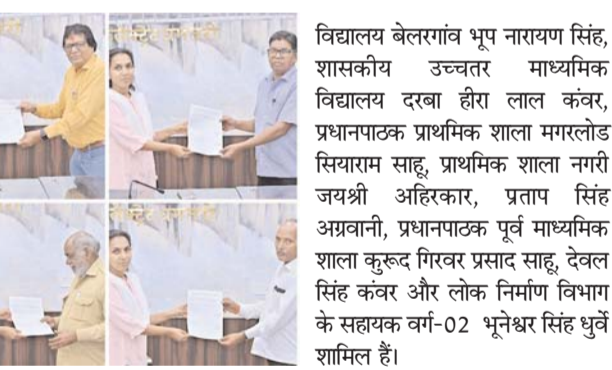 विद्यालय बेलरगांव भूप नारायण सिंह,
शासकीय उच्चतर माध्यमिक
विद्यालय दरबा हीरा लाल कंवर,
प्रधानपाठक प्राथमिक शाला मगरलोड
सियाराम साहू, प्राथमिक शाला नगरी
जयश्री अहिरकार, प्रताप सिंह
अग्रवानी, प्रधानपाठक पूर्व माध्यमिक
शाला कुरूद गिरवर प्रसाद साहू, देवल
सिंह कंवर और लोक निर्माण विभाग
के सहायक वर्ग-02 भूनेश्वर सिंह धुर्वे
शामिल हैं।